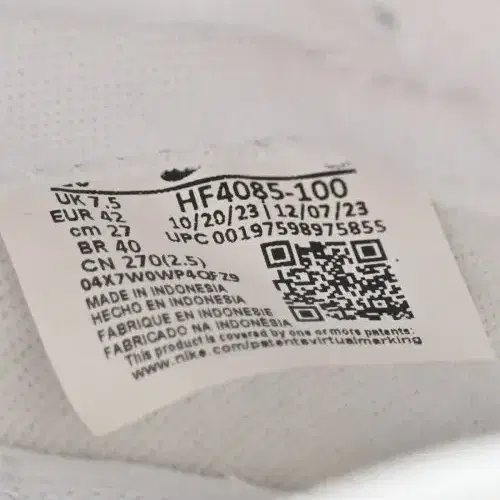 UK 7.5
EUR 42
cm 27
BR 40
CN 270(2.5)
04X7W0WP4QFZ9
HF4085-100
10/20/23 | 12/07/23
UPC 00197598975855
MADE IN INDONESIA
HECHO EN INDONESIA
FABRIQUE EN INDONESIE
FABRICADO NA INDONESIA
This product is covered by one or more patents:
www.nike.com/patentsvirtualmarking